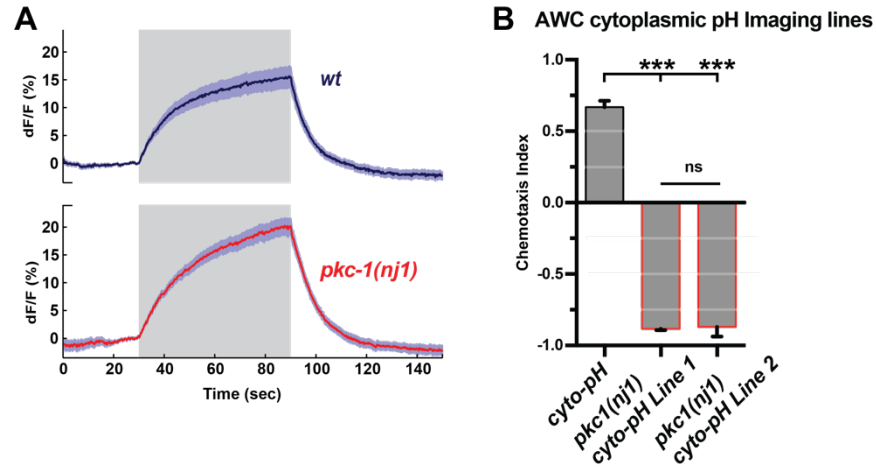 A
dF/F (%)
20
15
10
5
0
wt
dF/F (%)
20
15
10
5
0
pkc-1(nj1)
0 20 40 60 80 100 120 140
Time (sec)
B AWC cytoplasmic pH Imaging lines
Chemotaxis Index
1.0
0.5
0.0
-0.5
-1.0
*** ***
ns
cyto-pH
pkc1(nj1)
cyto-pH Line 1
pkc1(nj1)
cyto-pH Line 2